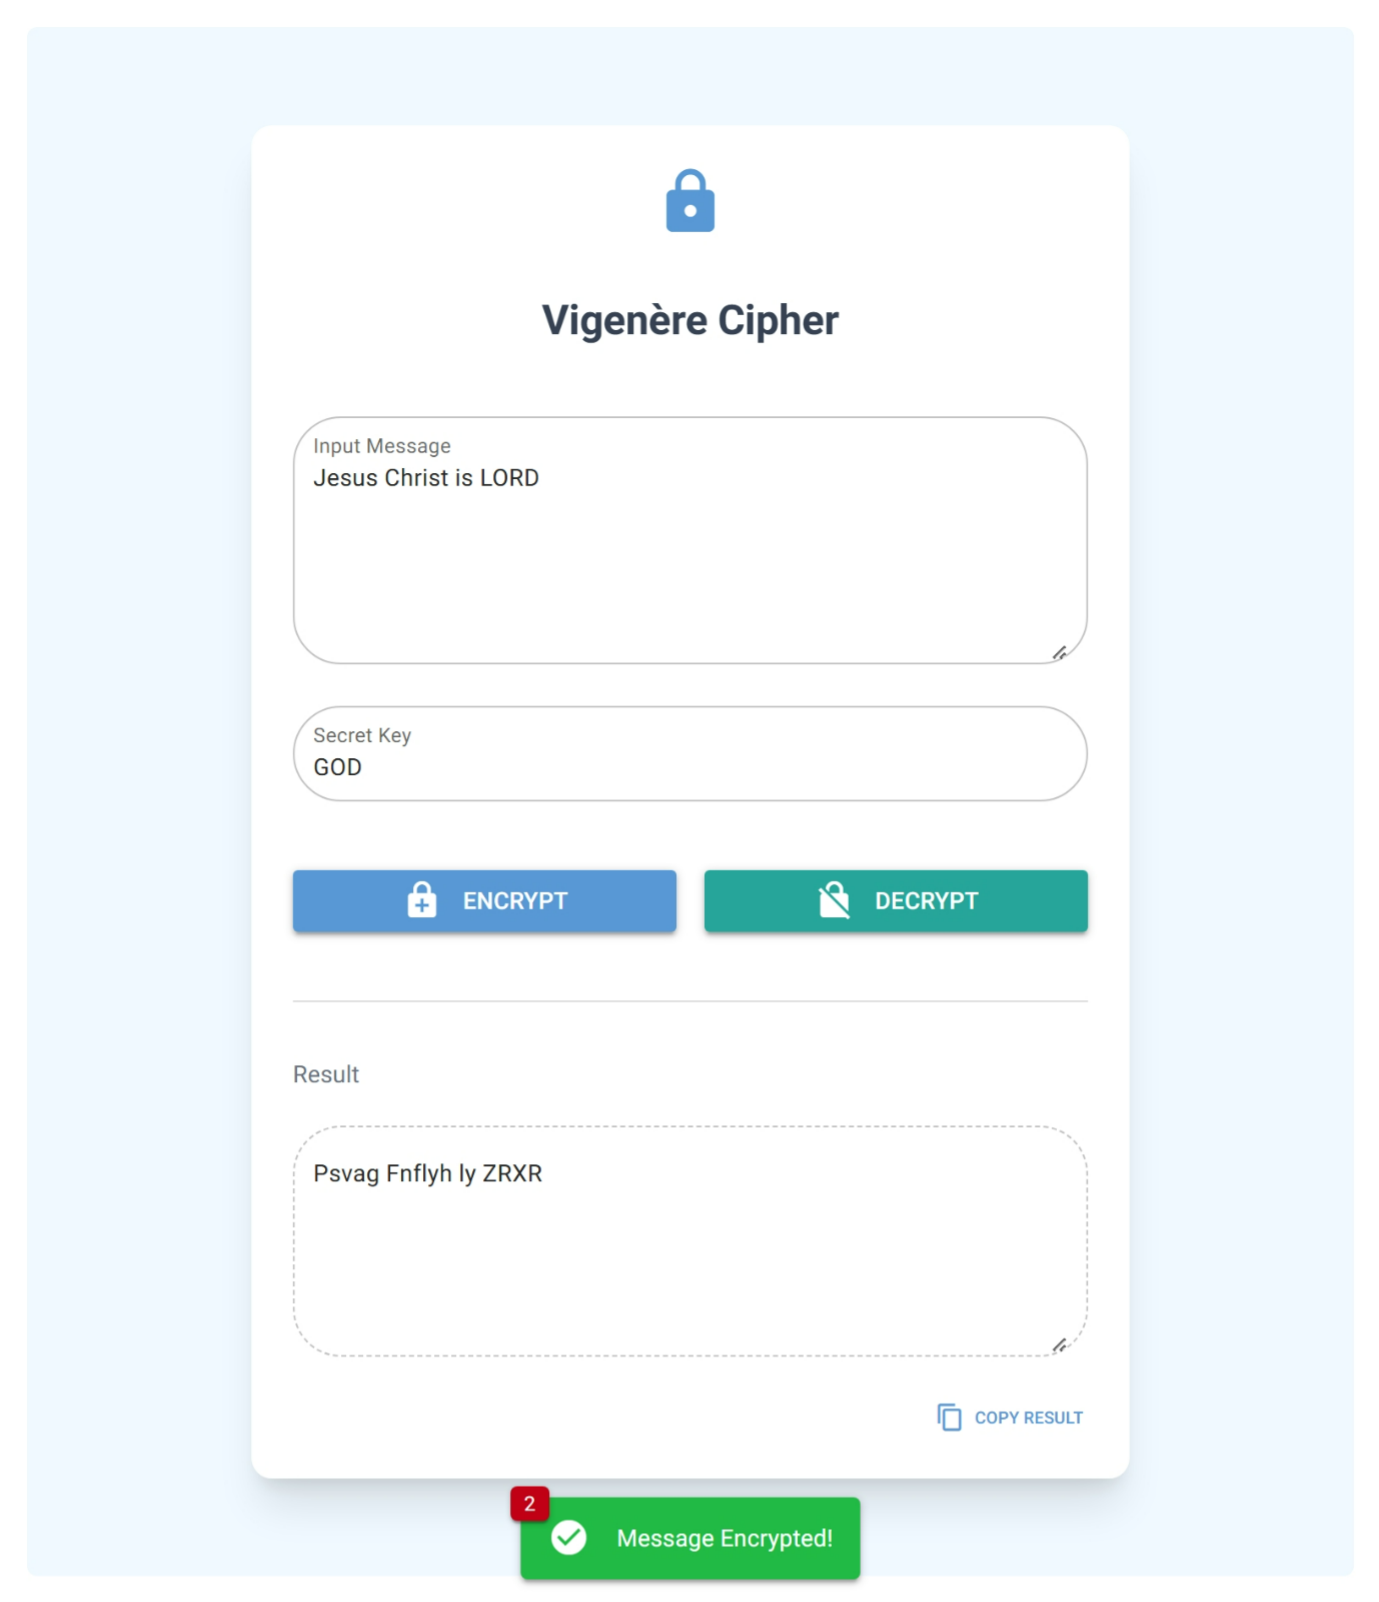 Vigenère Cipher
Input Message
Jesus Christ is LORD
Secret Key
GOD
ENCRYPT
DECRYPT
Result
Psvag Fnflyh ly ZRXR
COPY RESULT
2
Message Encrypted!